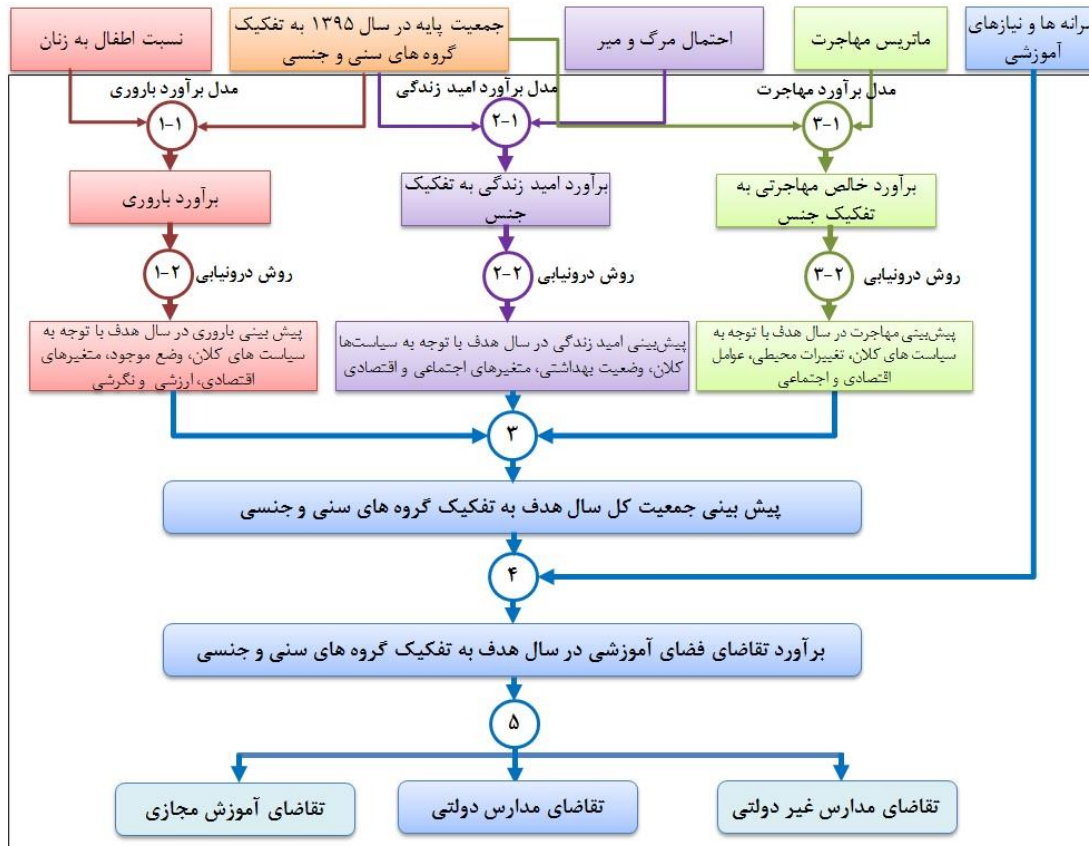 سرانه ها و نیازهای
آموزشی
ماتریس مهاجرت
احتمال مرگ و میر
جمعیت پایه در سال ۱۳۹۵ به تفکیک
گروه های سنی و جنسی
نسبت اطفال به زنان
مدل برآورد مهاجرت
مدل برآورد امید زندگی
مدل برآورد باروری
۳-۱
۲-۱
۱-۱
برآورد خالص مهاجرتی به
تفکیک جنس
برآورد امید زندگی به تفکیک
جنس
برآورد باروری
روش درونیابی
۳-۲
روش درونیابی
۲-۲
روش درونیابی
۱-۲
پیش‌بینی مهاجرت در سال هدف با توجه به
سیاست های کلان، تغییرات محیطی، عوامل
اقتصادی و اجتماعی
پیش‌بینی امید زندگی در سال هدف با توجه به سیاست‌ها
کلان، وضعیت بهداشتی، متغیرهای اجتماعی و اقتصادی
پیش بینی باروری در سال هدف با توجه به
سیاست های کلان، وضع موجود، متغیرهای
اقتصادی، ارزشی و نگرشی
۳
پیش بینی جمعیت کل سال هدف به تفکیک گروه های سنی و جنسی
۴
برآورد تقاضای فضای آموزشی در سال هدف به تفکیک گروه های سنی و جنسی
۵
تقاضای مدارس غیر دولتی
تقاضای مدارس دولتی
تقاضای آموزش مجازی